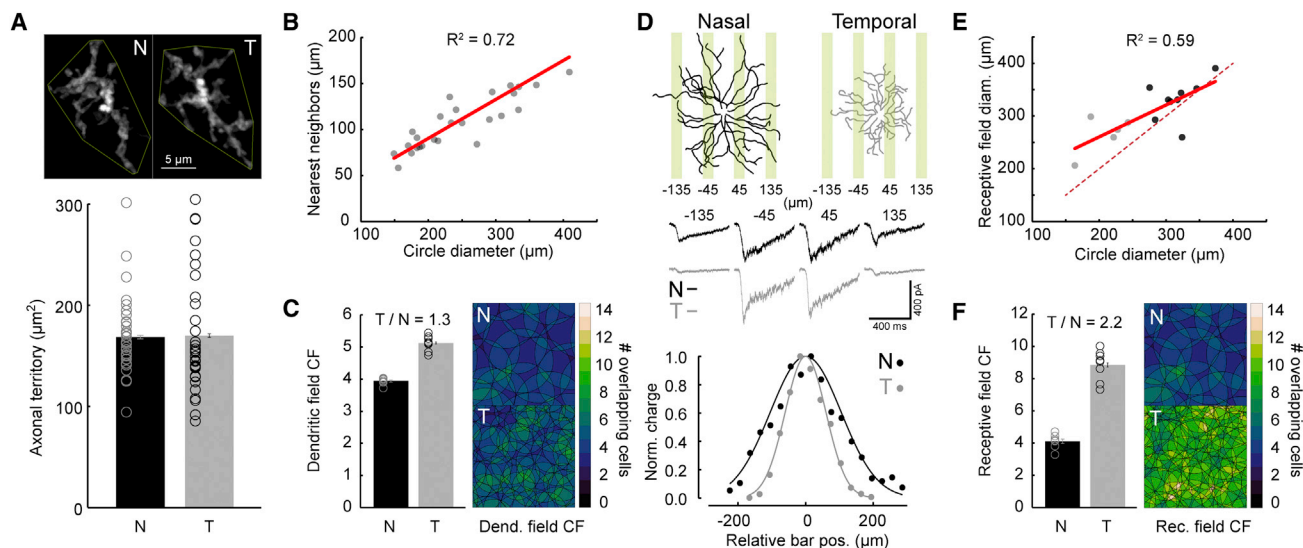 A
N
T
5 µm
Axonal territory (µm²)
300
200
100
0
N
T
B
R² = 0.72
Nearest neighbors (µm)
200
150
100
50
0
100
200
300
400
Circle diameter (µm)
C
T / N = 1.3
Dendritic field CF
6
5
4
3
2
1
0
N
T
N
T
Dend. field CF
14
12
10
8
6
4
2
0
# overlapping cells
D
Nasal
Temporal
-135
-45
45
135
-135
-45
45
135
(µm)
-135
-45
45
135
N
T
400 pA
400 ms
Norm. charge
1.0
0.8
0.6
0.4
0.2
0.0
N
T
-200
0
200
Relative bar pos. (µm)
E
R² = 0.59
Receptive field diam. (µm)
400
300
200
100
100
200
300
400
Circle diameter (µm)
F
T / N = 2.2
Receptive field CF
12
10
8
6
4
2
0
N
T
N
T
Rec. field CF
14
12
10
8
6
4
2
0
# overlapping cells